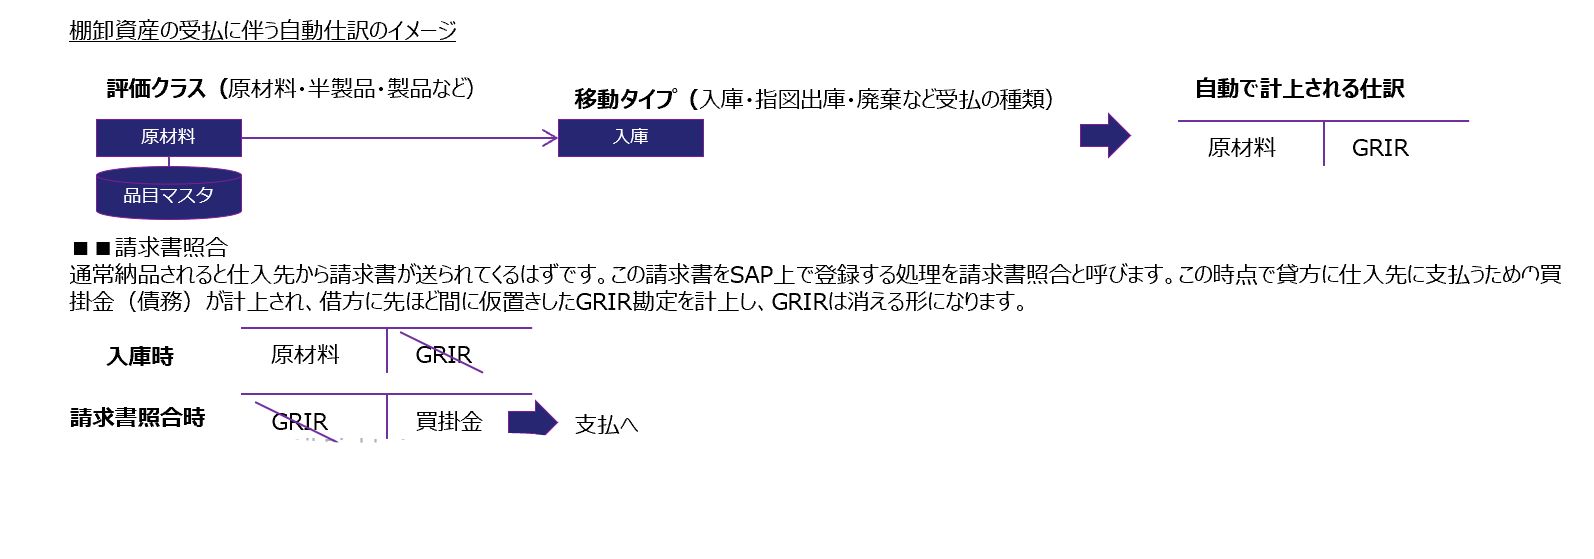 棚卸資産の受払に伴う自動仕訳のイメージ
評価クラス（原材料・半製品・製品など）
移動タイプ（入庫・指図出庫・廃棄など受払の種類）
自動で計上される仕訳
原材料
入庫
原材料 GRIR
品目マスタ
■■請求書照合
通常納品されると仕入先から請求書が送られてくるはずです。この請求書をSAP上で登録する処理を請求書照合と呼びます。この時点で貸方に仕入先に支払うための買
掛金（債務）が計上され、借方に先ほど間に仮置きしたGRIR勘定を計上し、GRIRは消える形になります。
入庫時 原材料 GRIR
請求書照合時 GRIR 買掛金 支払へ